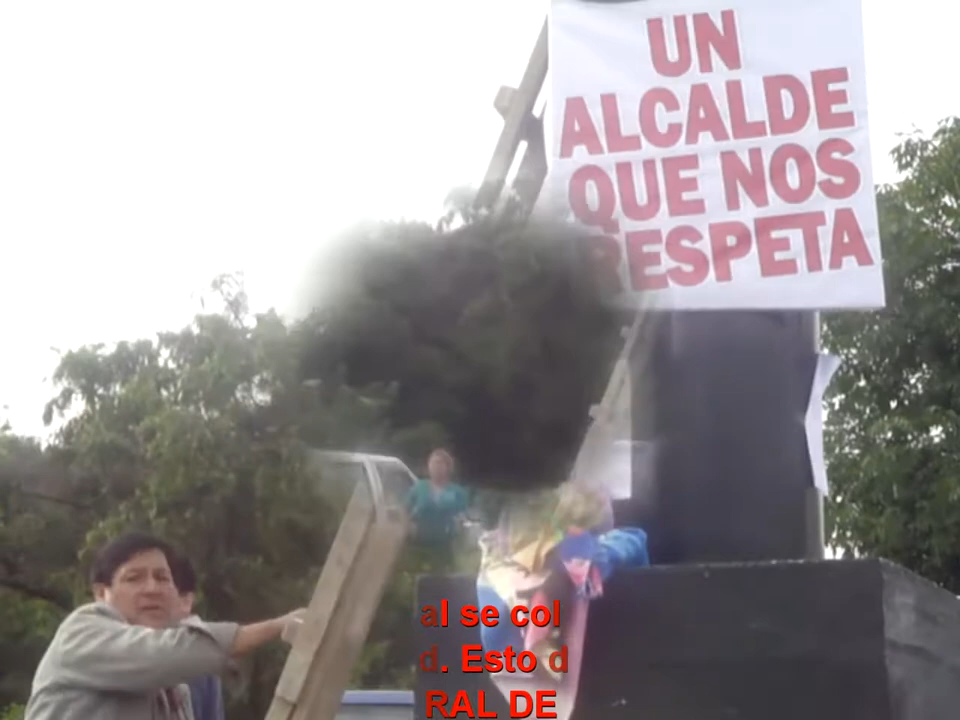 UN
ALCALDE
QUE NOS
RESPETA
al se col
d. Esto d
RAL DE